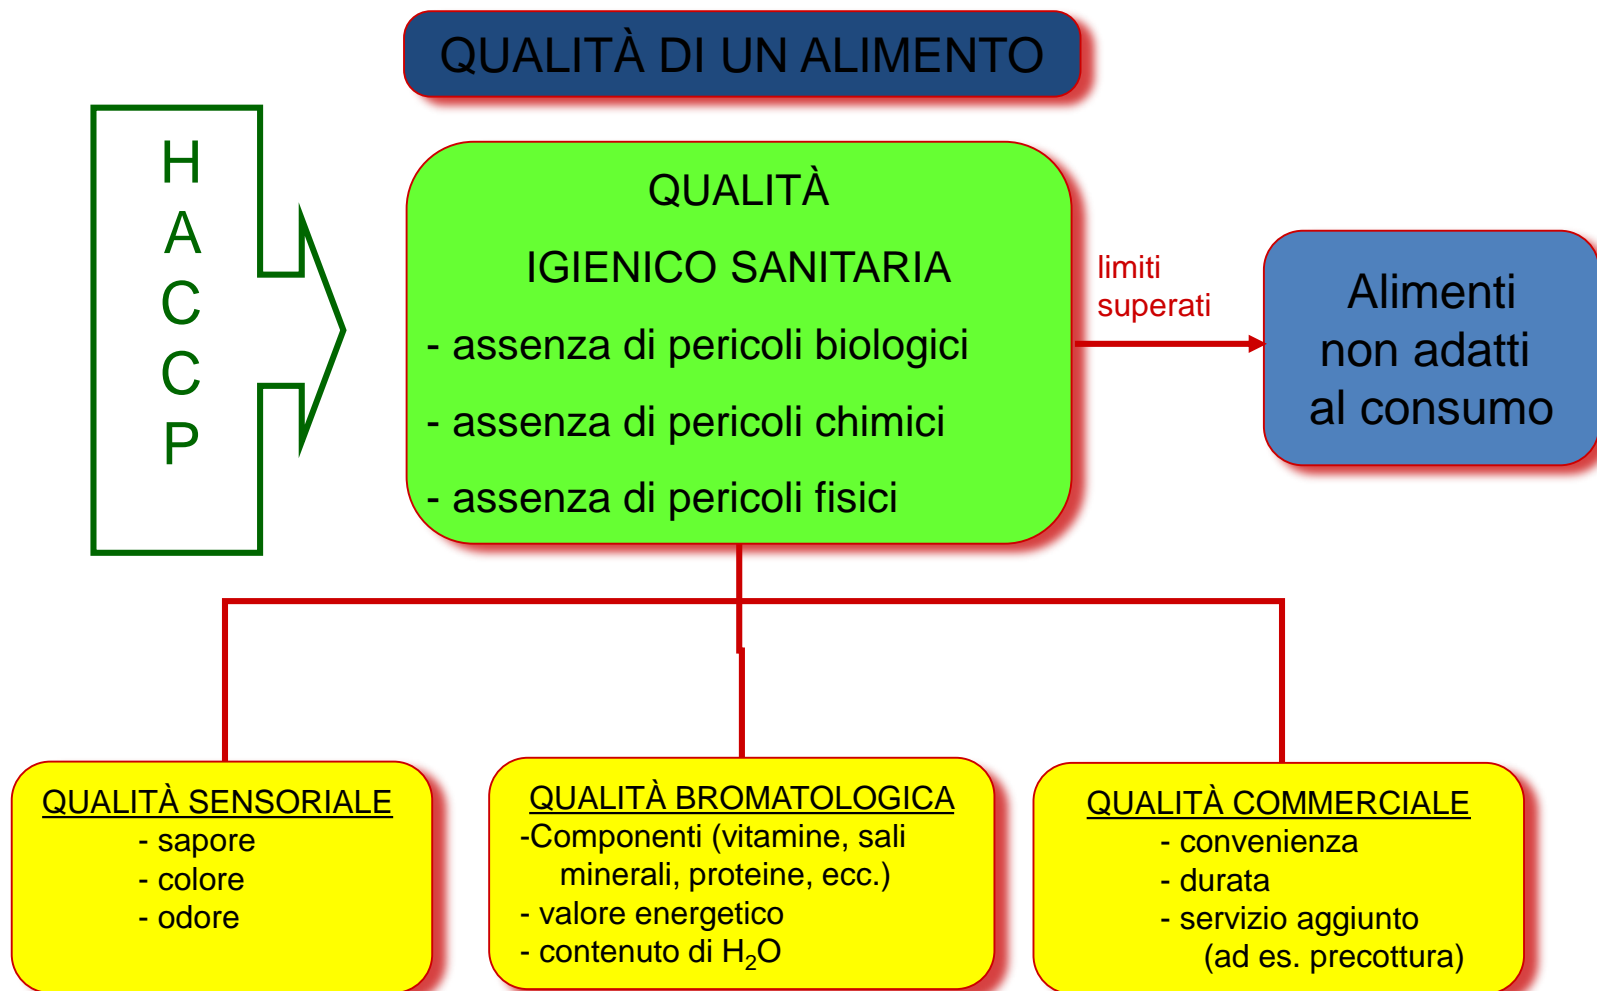 QUALITÀ DI UN ALIMENTO
H
A
C
C
P
QUALITÀ
IGIENICO SANITARIA
- assenza di pericoli biologici
- assenza di pericoli chimici
- assenza di pericoli fisici
limiti
superati
Alimenti
non adatti
al consumo
QUALITÀ SENSORIALE
- sapore
- colore
- odore
QUALITÀ BROMATOLOGICA
-Componenti (vitamine, sali
minerali, proteine, ecc.)
- valore energetico
- contenuto di H₂O
QUALITÀ COMMERCIALE
- convenienza
- durata
- servizio aggiunto
(ad es. precottura)